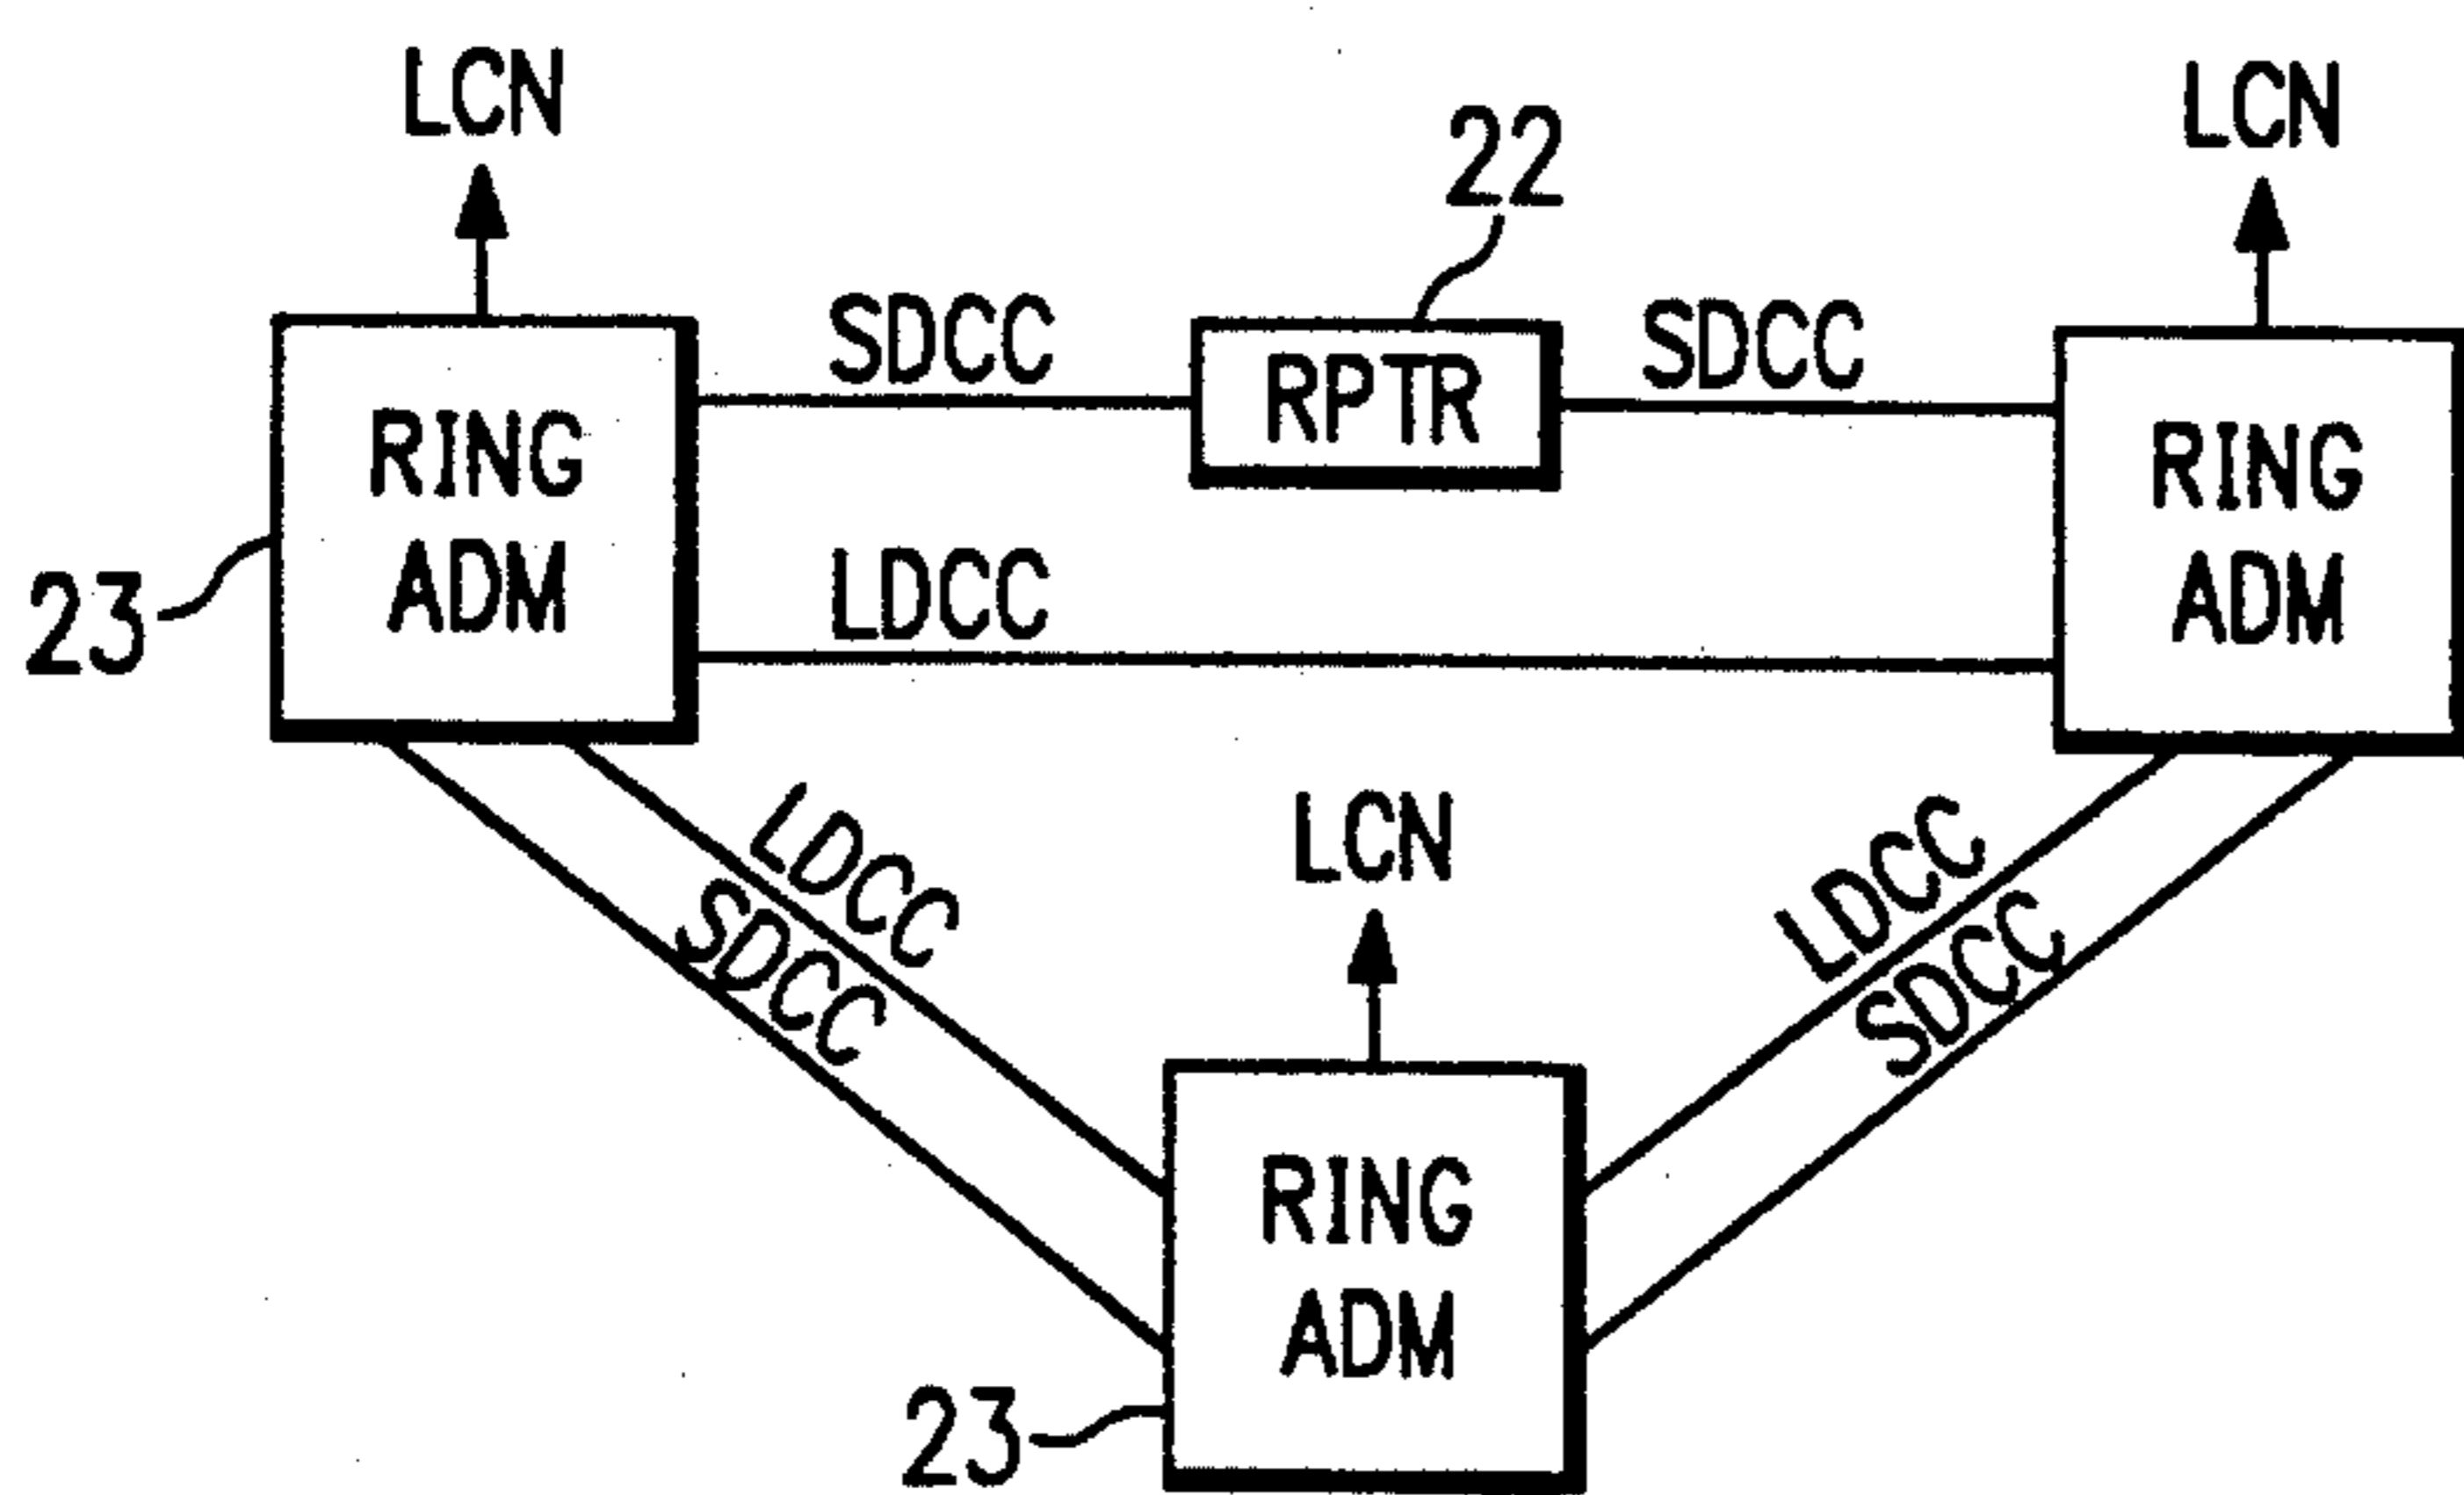 LCN
LCN
22
SDCC
RPTR
SDCC
RING
ADM
RING
ADM
23
LDCC
LDCC
SDCC
LCN
LDCC
SDCC
RING
ADM
23